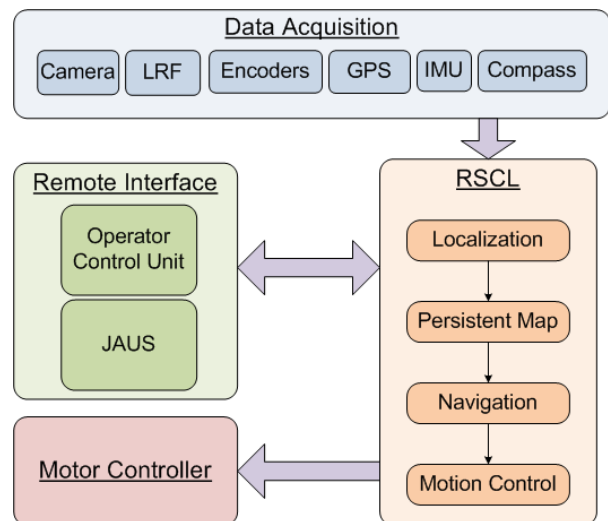 Data Acquisition
Camera
LRF
Encoders
GPS
IMU
Compass
Remote Interface
Operator
Control Unit
JAUS
Motor Controller
RSCL
Localization
Persistent Map
Navigation
Motion Control